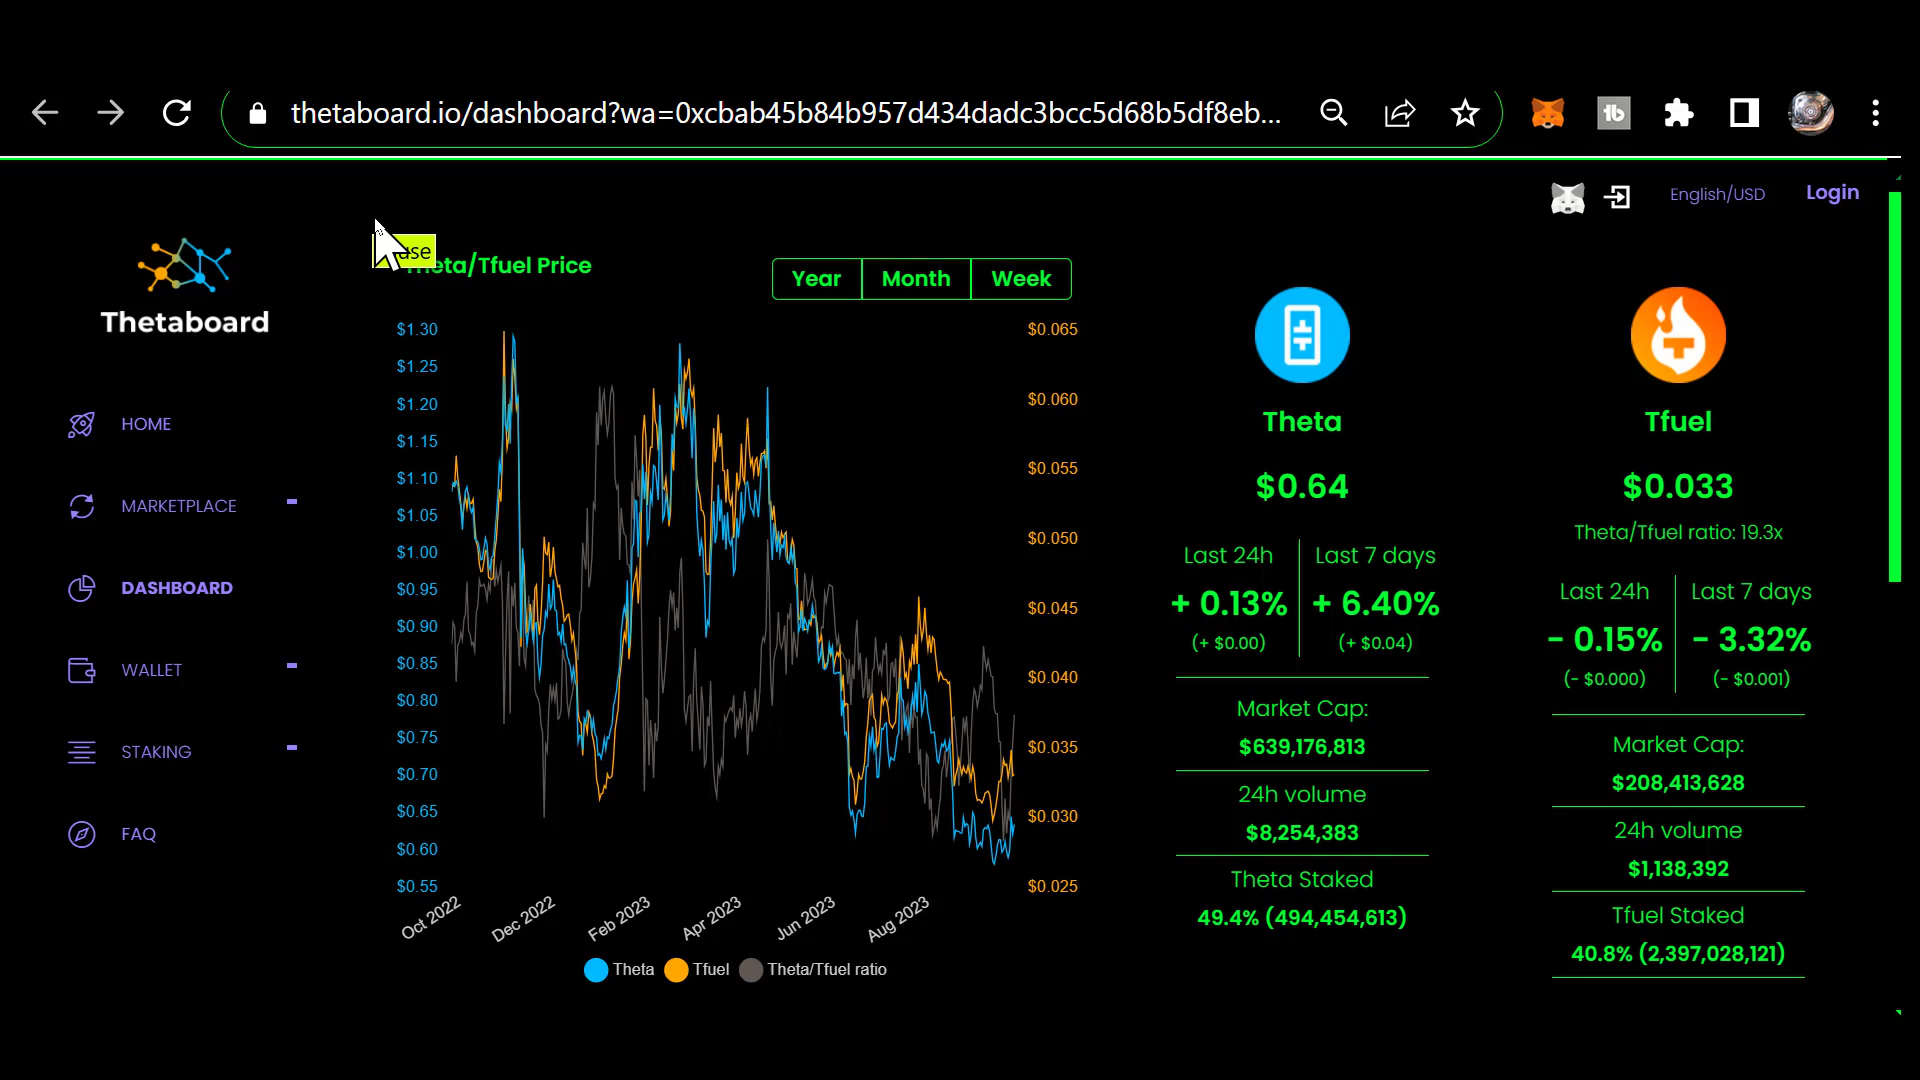 thetaboard.io/dashboard?wa=0xcbab45b84b957d434dadc3bcc5d68b5df8eb...
English/USD
Login
Thetaboard
HOME
MARKETPLACE
DASHBOARD
WALLET
STAKING
FAQ
Theta/Tfuel Price
Year
Month
Week
$1.30
$1.25
$1.20
$1.15
$1.10
$1.05
$1.00
$0.95
$0.90
$0.85
$0.80
$0.75
$0.70
$0.65
$0.60
$0.55
$0.065
$0.060
$0.055
$0.050
$0.045
$0.040
$0.035
$0.030
$0.025
Oct 2022
Dec 2022
Feb 2023
Apr 2023
Jun 2023
Aug 2023
Theta
Tfuel
Theta/Tfuel ratio
Theta
$0.64
Last 24h
+ 0.13%
(+ $0.00)
Last 7 days
+ 6.40%
(+ $0.04)
Market Cap:
$639,176,813
24h volume
$8,254,383
Theta Staked
49.4% (494,454,613)
Tfuel
$0.033
Theta/Tfuel ratio: 19.3x
Last 24h
- 0.15%
(- $0.000)
Last 7 days
- 3.32%
(- $0.001)
Market Cap:
$208,413,628
24h volume
$1,138,392
Tfuel Staked
40.8% (2,397,028,121)